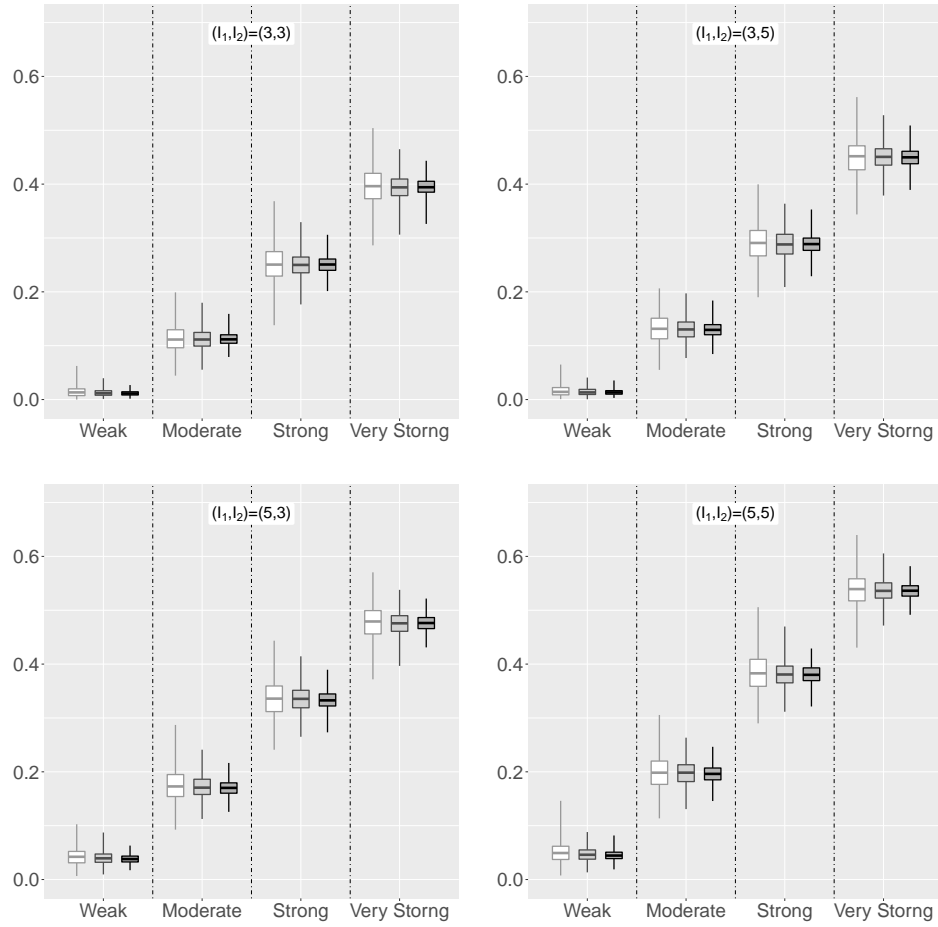 (I₁,I₂)=(3,3)
0.6
0.4
0.2
0.0
Weak Moderate Strong Very Storng
(I₁,I₂)=(3,5)
0.6
0.4
0.2
0.0
Weak Moderate Strong Very Storng
(I₁,I₂)=(5,3)
0.6
0.4
0.2
0.0
Weak Moderate Strong Very Storng
(I₁,I₂)=(5,5)
0.6
0.4
0.2
0.0
Weak Moderate Strong Very Storng